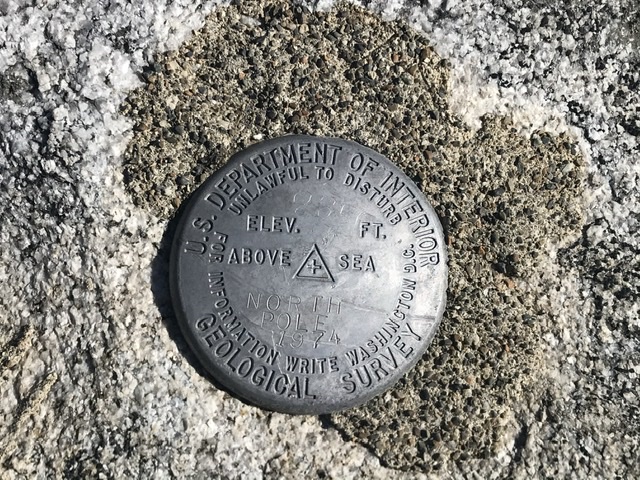 U.S. DEPARTMENT OF INTERIOR
UNLAWFUL TO DISTURB
ELEV. FT.
ABOVE SEA
NORTH
POLE
1974
FOR INFORMATION WRITE WASHINGTON 9,C.
GEOLOGICAL SURVEY